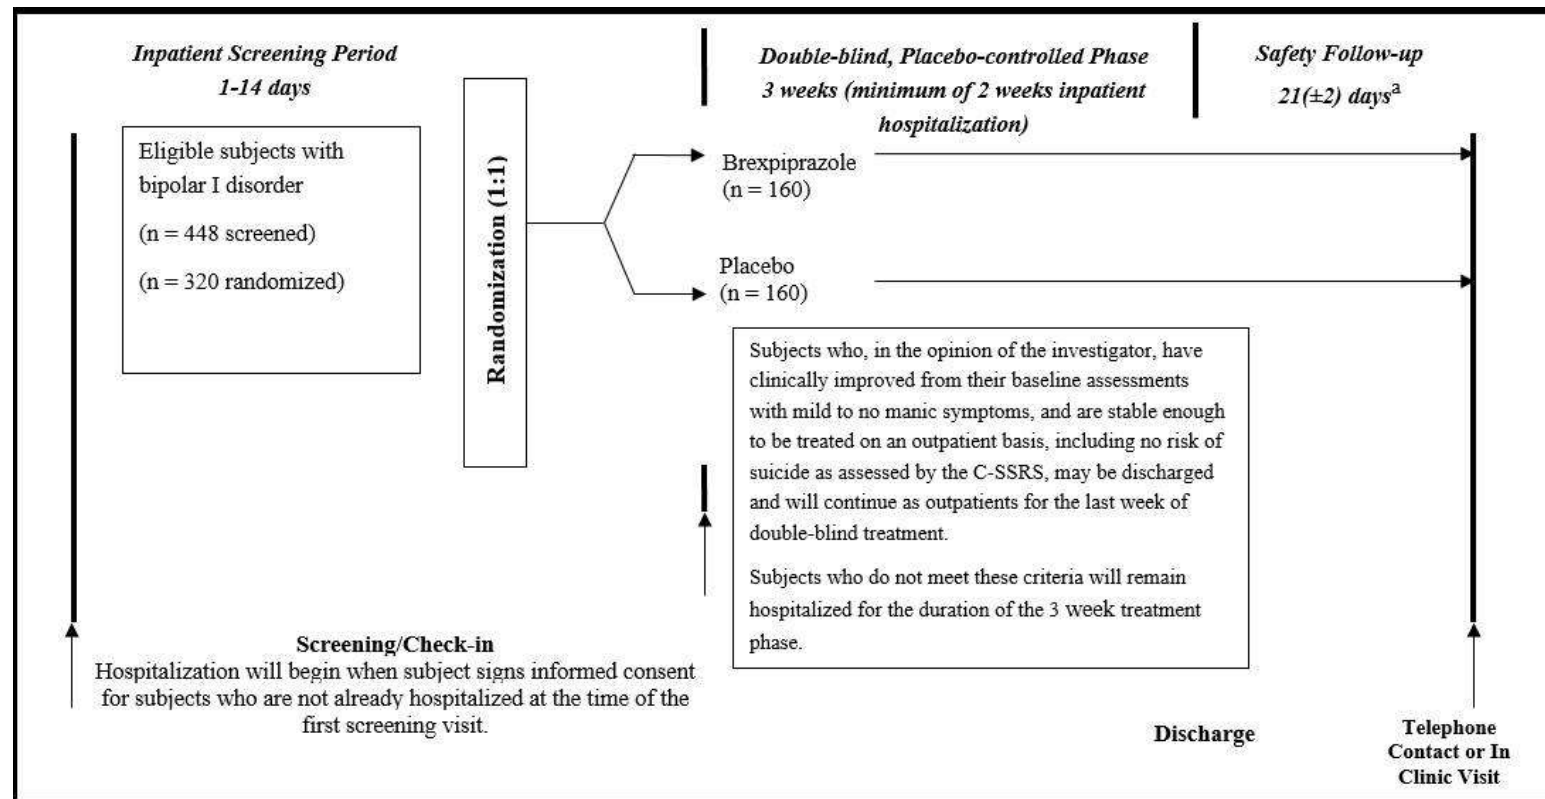 Inpatient Screening Period
1-14 days
Double-blind, Placebo-controlled Phase
3 weeks (minimum of 2 weeks inpatient
hospitalization)
Safety Follow-up
21(±2) daysᵃ
Eligible subjects with
bipolar I disorder
(n = 448 screened)
(n = 320 randomized)
Randomization (1:1)
Brexpiprazole
(n = 160)
Placebo
(n = 160)
Subjects who, in the opinion of the investigator, have
clinically improved from their baseline assessments
with mild to no manic symptoms, and are stable enough
to be treated on an outpatient basis, including no risk of
suicide as assessed by the C-SSRS, may be discharged
and will continue as outpatients for the last week of
double-blind treatment.
Subjects who do not meet these criteria will remain
hospitalized for the duration of the 3 week treatment
phase.
Screening/Check-in
Hospitalization will begin when subject signs informed consent
for subjects who are not already hospitalized at the time of the
first screening visit.
Discharge
Telephone
Contact or In
Clinic Visit